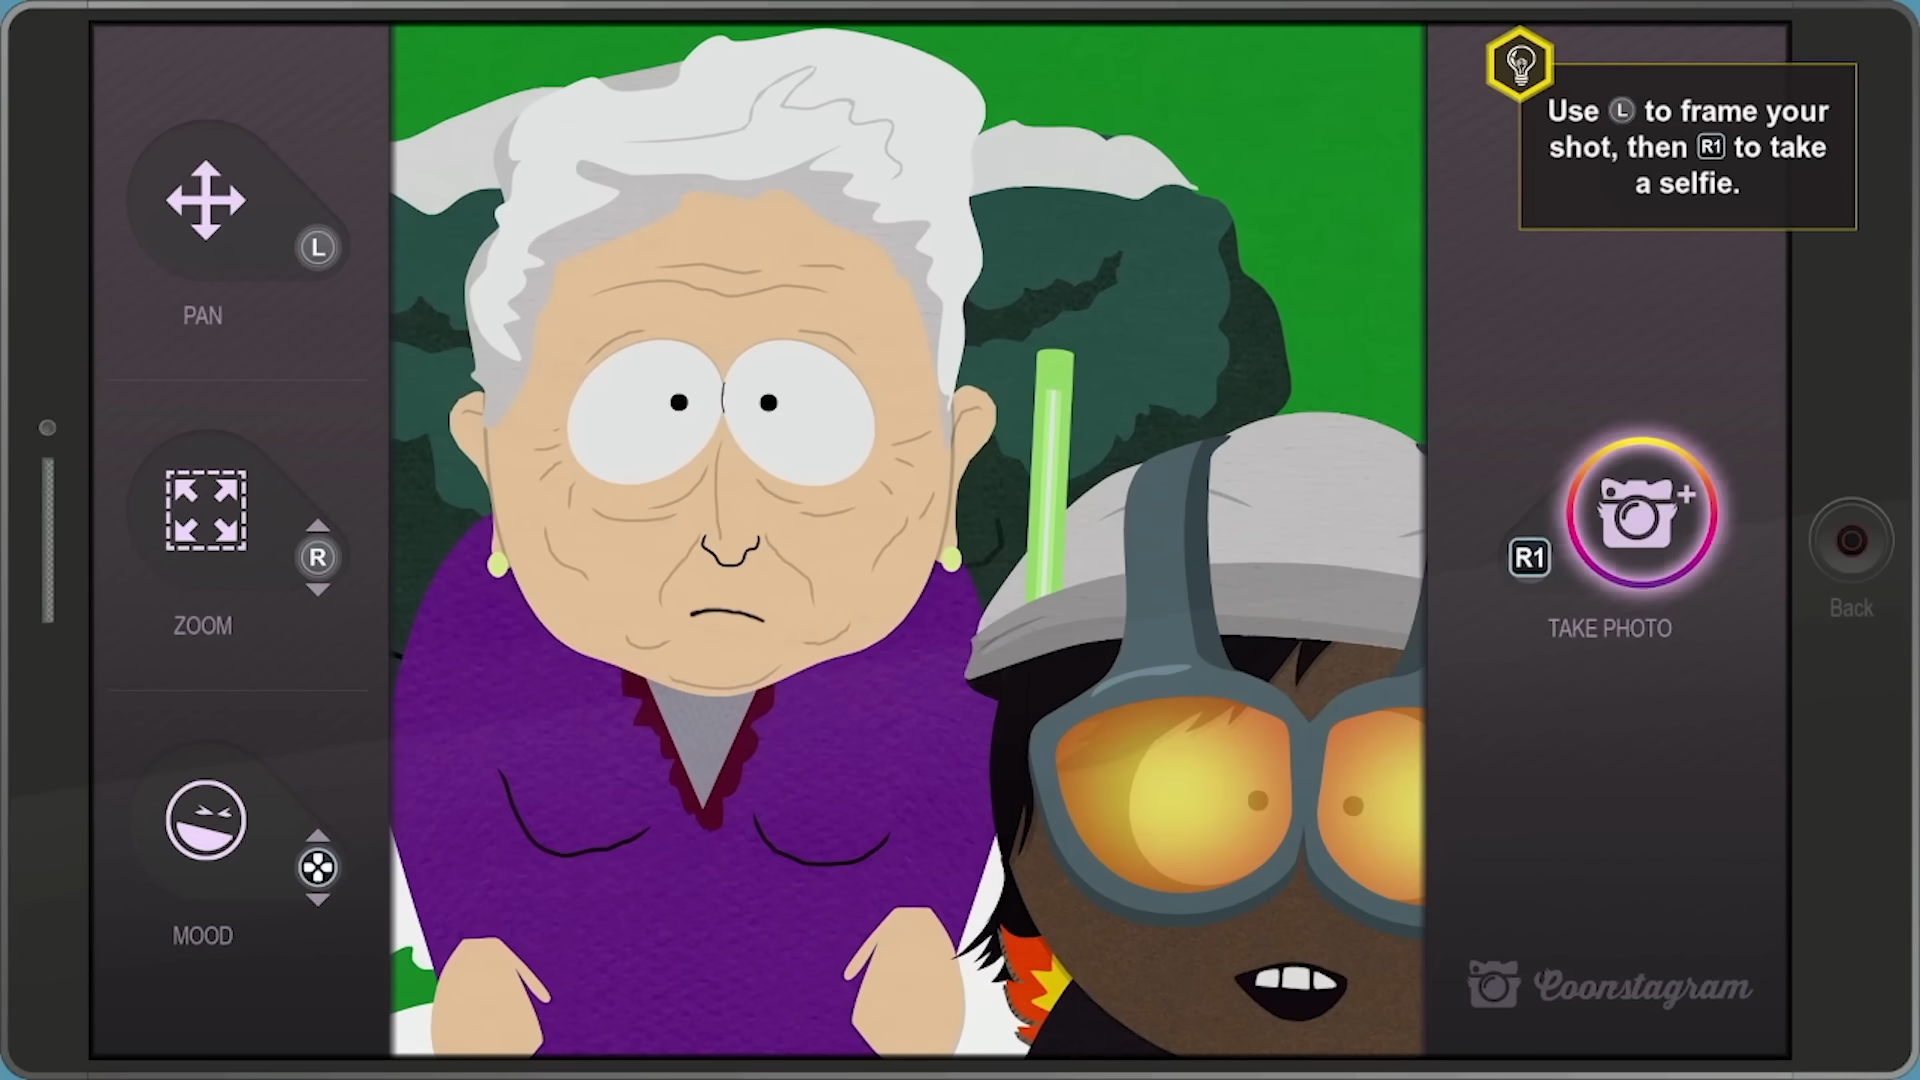 Use L to frame your
shot, then R1 to take
a selfie.
L
PAN
R
ZOOM
MOOD
R1
TAKE PHOTO
Back
Coonstagram